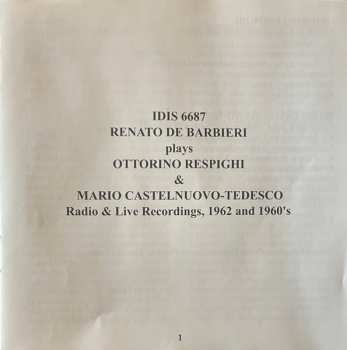 IDIS 6687
RENATO DE BARBIERI
plays
OTTORINO RESPIGHI
&
MARIO CASTELNUOVO-TEDESCO
Radio & Live Recordings, 1962 and 1960's
1